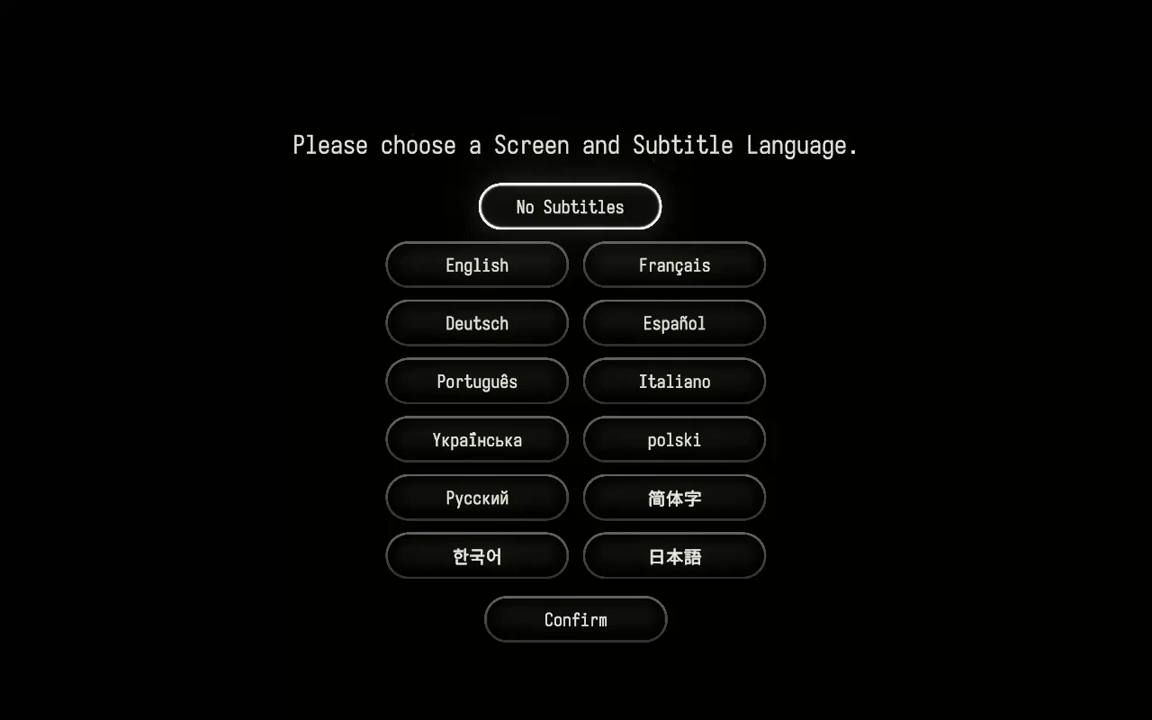 Please choose a Screen and Subtitle Language.
No Subtitles
English
Français
Deutsch
Español
Português
Italiano
Українська
polski
Русский
简体字
한국어
日本語
Confirm